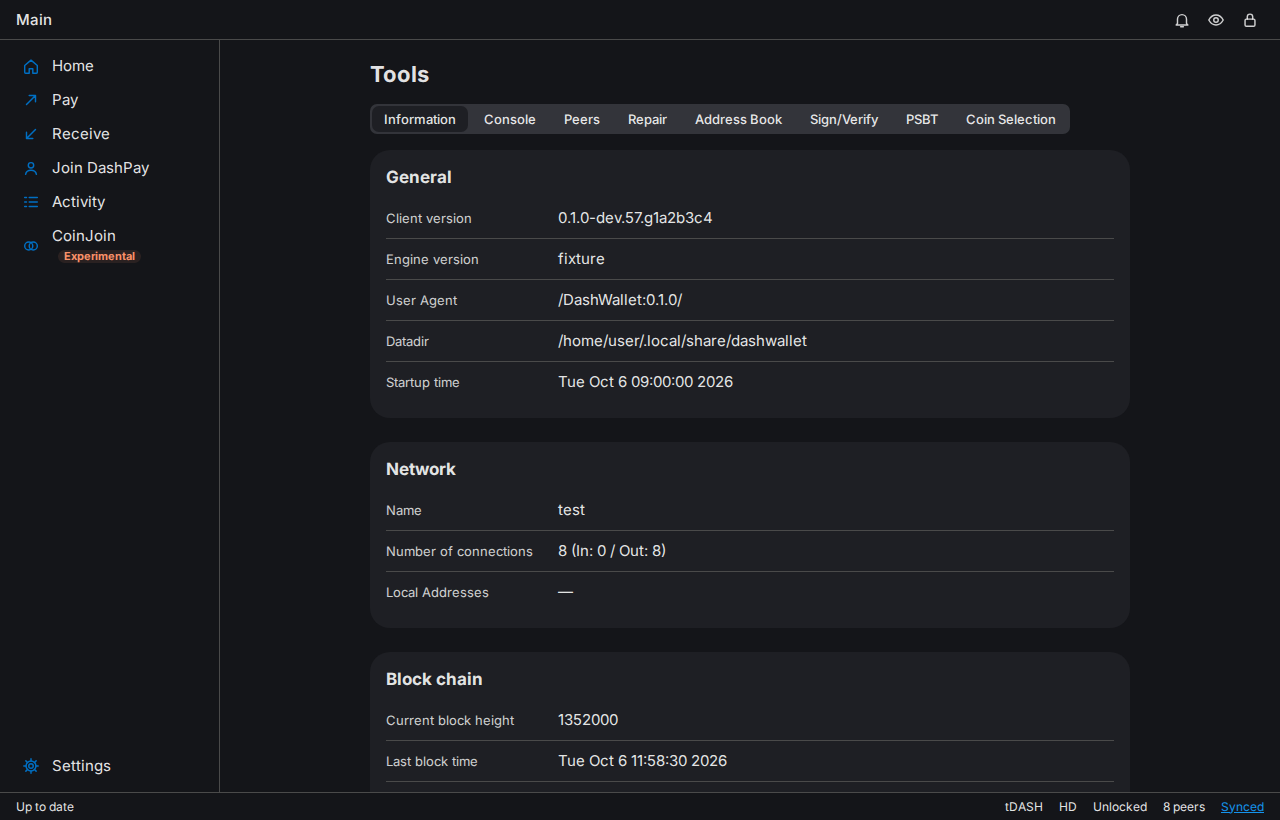 Main
Home
Pay
Receive
Join DashPay
Activity
CoinJoin
Experimental
Settings
Tools
Information Console Peers Repair Address Book Sign/Verify PSBT Coin Selection
General
Client version 0.1.0-dev.57.g1a2b3c4
Engine version fixture
User Agent /DashWallet:0.1.0/
Datadir /home/user/.local/share/dashwallet
Startup time Tue Oct 6 09:00:00 2026
Network
Name test
Number of connections 8 (In: 0 / Out: 8)
Local Addresses —
Block chain
Current block height 1352000
Last block time Tue Oct 6 11:58:30 2026
Up to date tDASH HD Unlocked 8 peers Synced